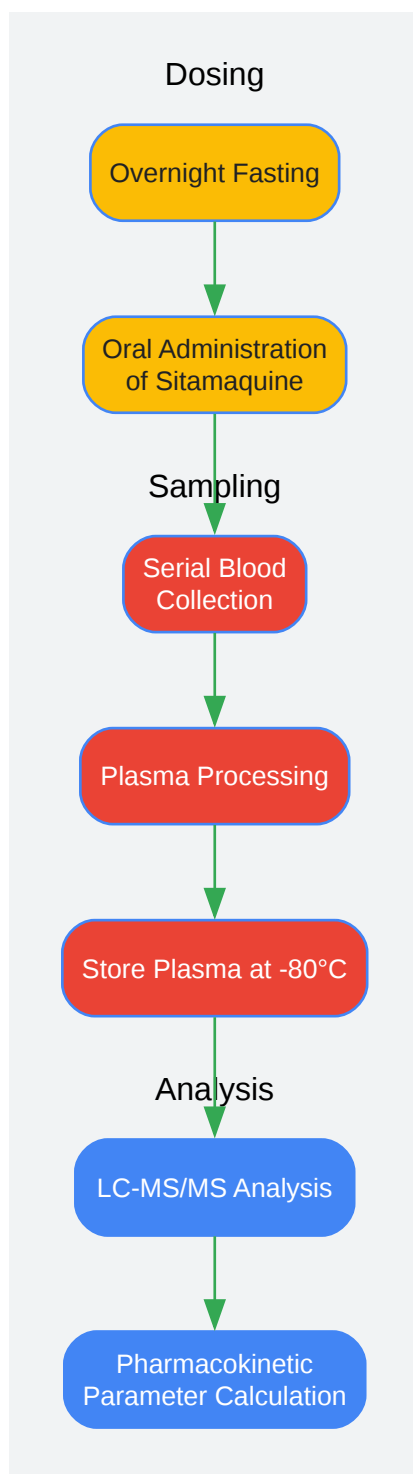 Dosing
Overnight Fasting
Oral Administration
of Sitamaquine
Sampling
Serial Blood
Collection
Plasma Processing
Store Plasma at -80°C
Analysis
LC-MS/MS Analysis
Pharmacokinetic
Parameter Calculation